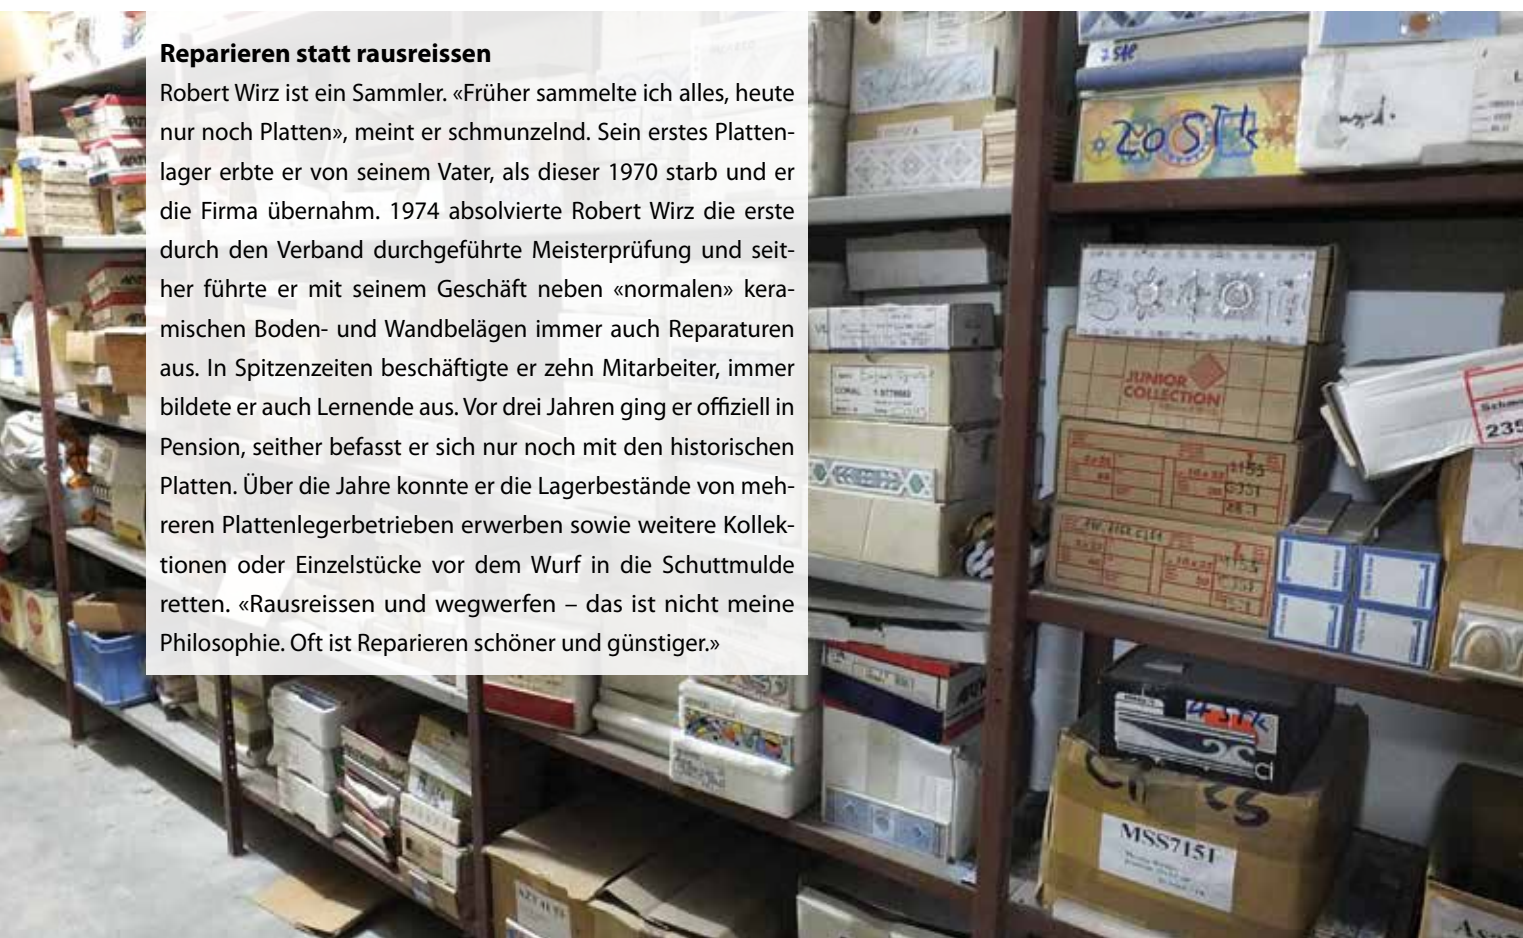 Reparieren statt rausreissen
Robert Wirz ist ein Sammler. «Früher sammelte ich alles, heute
nur noch Platten», meint er schmunzelnd. Sein erstes Platten-
lager erbte er von seinem Vater, als dieser 1970 starb und er
die Firma übernahm. 1974 absolvierte Robert Wirz die erste
durch den Verband durchgeführte Meisterprüfung und seit-
her führte er mit seinem Geschäft neben «normalen» kera-
mischen Boden- und Wandbelägen immer auch Reparaturen
aus. In Spitzenzeiten beschäftigte er zehn Mitarbeiter, immer
bildete er auch Lernende aus. Vor drei Jahren ging er offiziell in
Pension, seither befasst er sich nur noch mit den historischen
Platten. Über die Jahre konnte er die Lagerbestände von meh-
reren Plattenlegerbetrieben erwerben sowie weitere Kollek-
tionen oder Einzelstücke vor dem Wurf in die Schuttmulde
retten. «Rausreissen und wegwerfen – das ist nicht meine
Philosophie. Oft ist Reparieren schöner und günstiger.»
20 Stk
JUNIOR
COLLECTION
CORAL
235
4 Stk
MSS7151